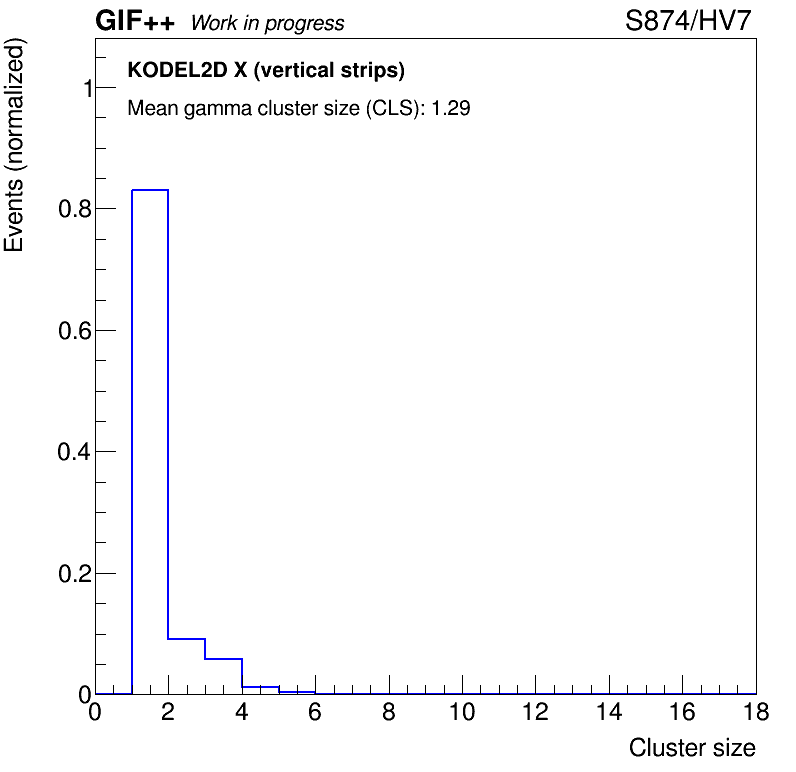 GIF++ Work in progress S874/HV7
KODEL2D X (vertical strips)
Mean gamma cluster size (CLS): 1.29
Events (normalized)
1
0.8
0.6
0.4
0.2
0
0 2 4 6 8 10 12 14 16 18
Cluster size